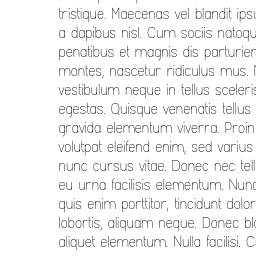 tristique. Maecenas vel blandit ipsu
a dapibus nisl. Cum sociis natoqu
penatibus et magnis dis parturien
montes, nascetur ridiculus mus. N
vestibulum neque in tellus sceleris
egestas. Quisque venenatis tellus
gravida elementum viverra. Proin
volutpat eleifend enim, sed varius
nunc cursus vitae. Donec nec tell
eu urna facilisis elementum. Nunc
quis enim porttitor, tincidunt dolor
lobortis, aliquam neque. Donec bla
aliquet elementum. Nulla facilisi. C